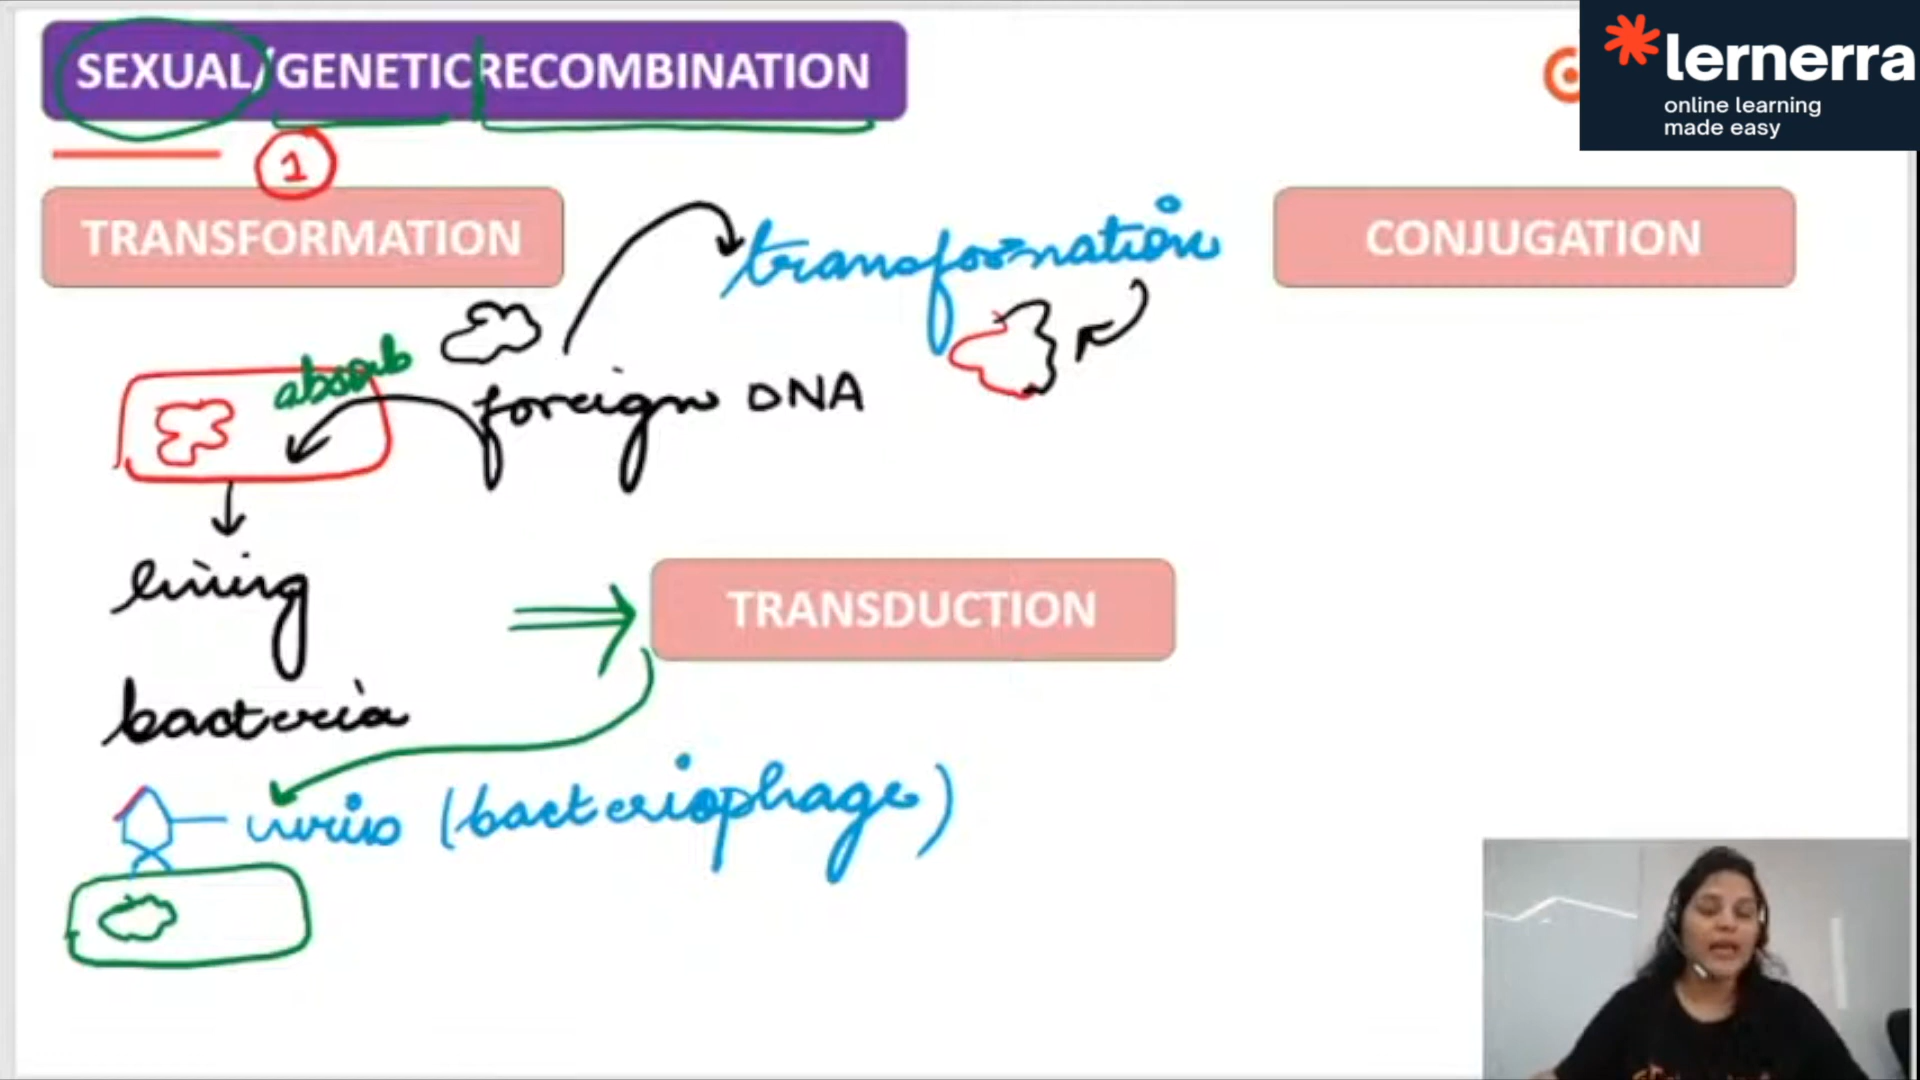 SEXUAL/GENETIC RECOMBINATION
lernerra
online learning
made easy
1
TRANSFORMATION
transformation
CONJUGATION
absorb
foreign DNA
living
bacteria
TRANSDUCTION
virus (bacteriophage)